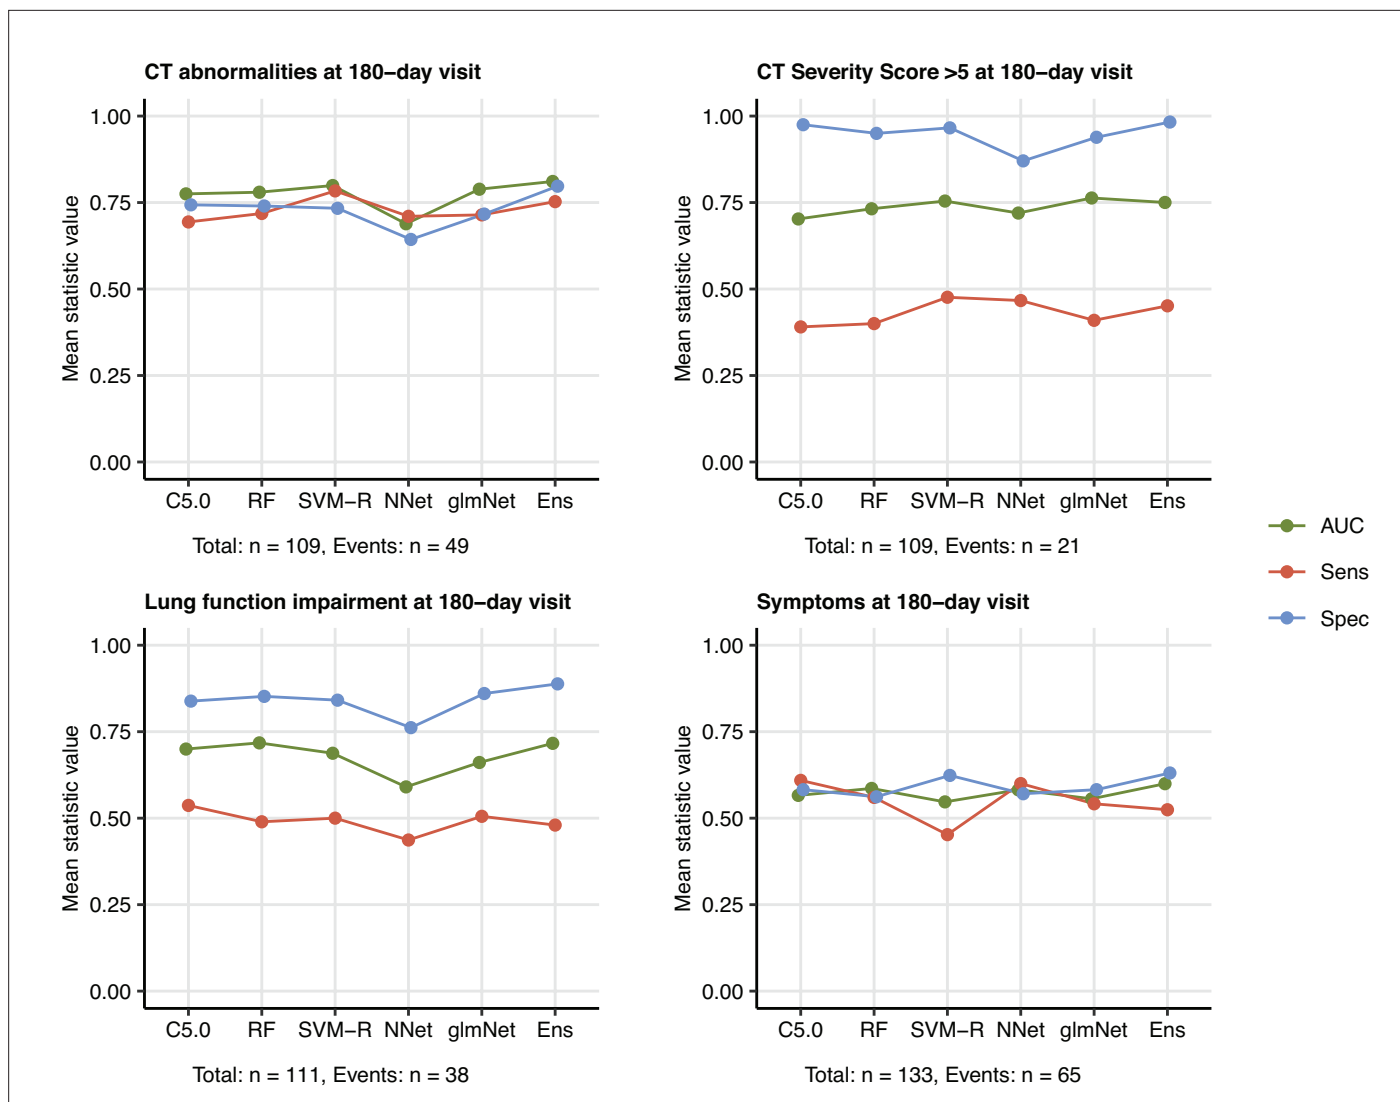 CT abnormalities at 180−day visit
Mean statistic value
1.00
0.75
0.50
0.25
0.00
C5.0 RF SVM−R NNet glmNet Ens
Total: n = 109, Events: n = 49
CT Severity Score >5 at 180−day visit
Mean statistic value
1.00
0.75
0.50
0.25
0.00
C5.0 RF SVM−R NNet glmNet Ens
Total: n = 109, Events: n = 21
Lung function impairment at 180−day visit
Mean statistic value
1.00
0.75
0.50
0.25
0.00
C5.0 RF SVM−R NNet glmNet Ens
Total: n = 111, Events: n = 38
Symptoms at 180−day visit
Mean statistic value
1.00
0.75
0.50
0.25
0.00
C5.0 RF SVM−R NNet glmNet Ens
Total: n = 133, Events: n = 65
AUC
Sens
Spec